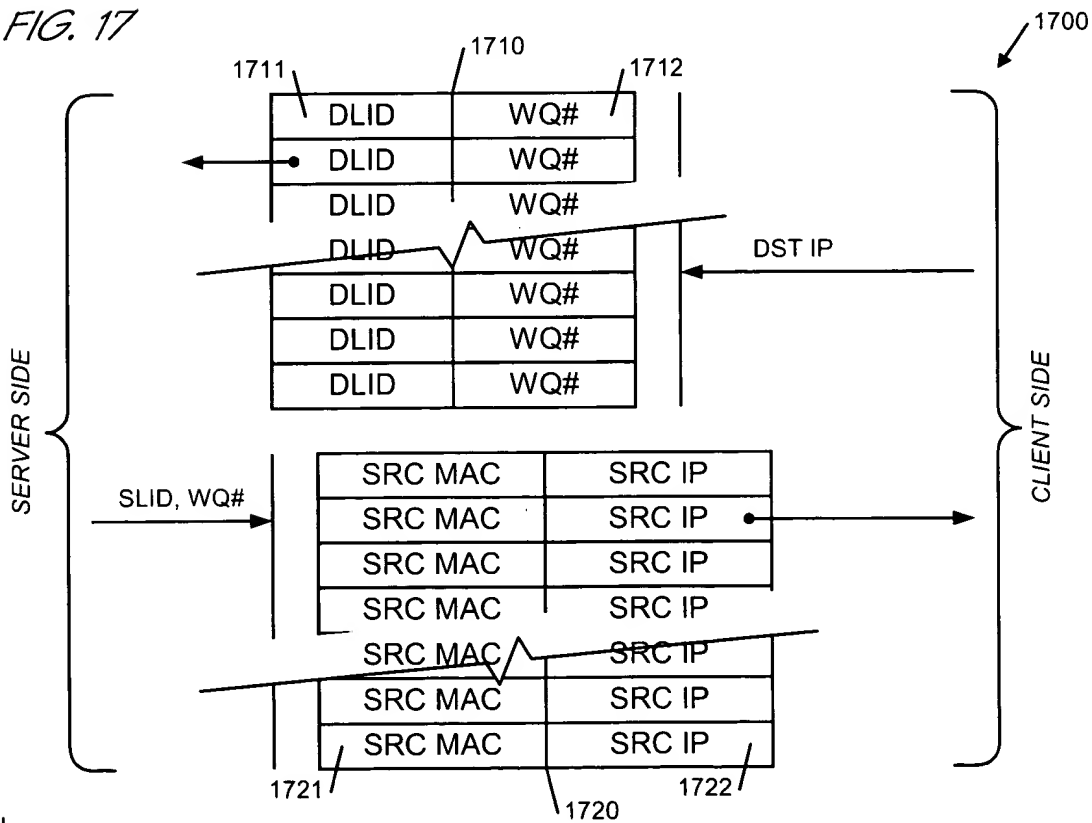 FIG. 17
1700
1711
1710
1712
DLID WQ#
DLID WQ#
DLID WQ#
DLID WQ#
DST IP
DLID WQ#
DLID WQ#
DLID WQ#
SERVER SIDE
CLIENT SIDE
SRC MAC SRC IP
SLID, WQ#
SRC MAC SRC IP
SRC MAC SRC IP
SRC MAC SRC IP
SRC MAC SRC IP
SRC MAC SRC IP
SRC MAC SRC IP
1721
1720
1722